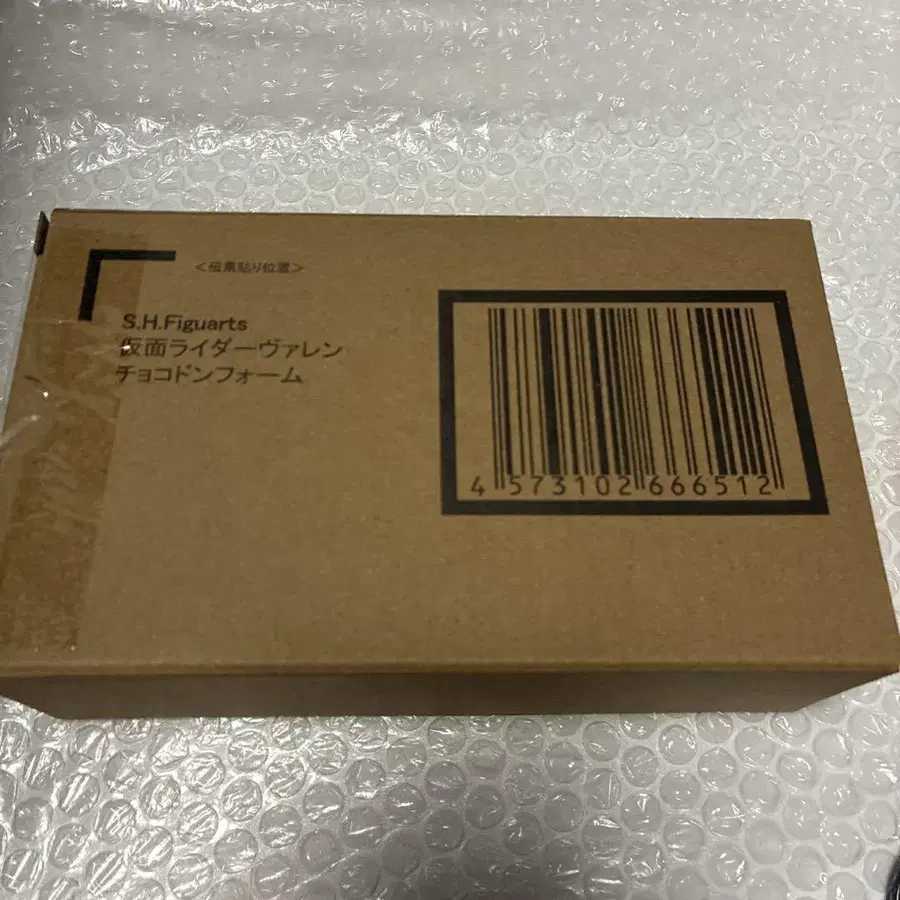 <伝票貼り位置>
S.H.Figuarts
仮面ライダーヴァレン
チョコドンフォーム
4 573102 666512